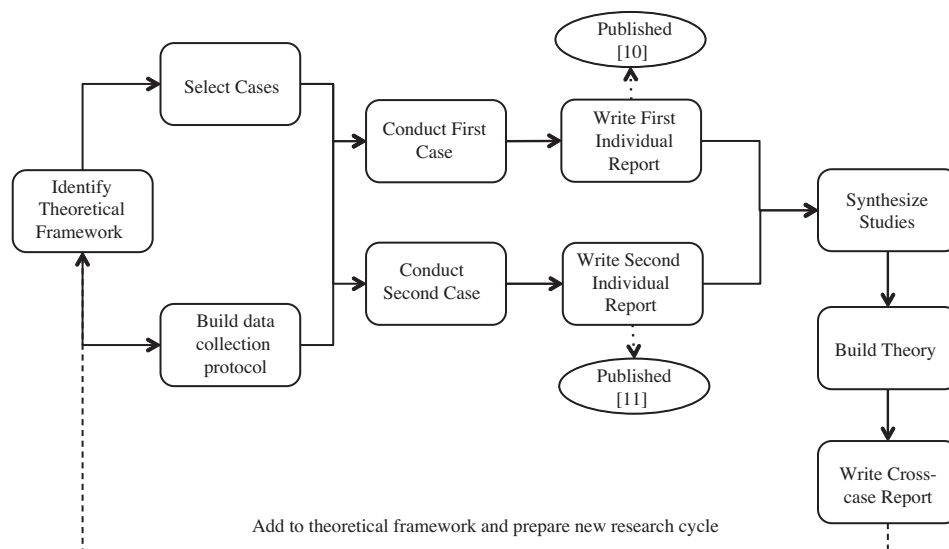 Published
[10]
Select Cases
Conduct First
Case
Write First
Individual
Report
Identify
Theoretical
Framework
Synthesize
Studies
Conduct
Second Case
Write Second
Individual
Report
Build data
collection
protocol
Build Theory
Published
[11]
Write Cross-
case Report
Add to theoretical framework and prepare new research cycle